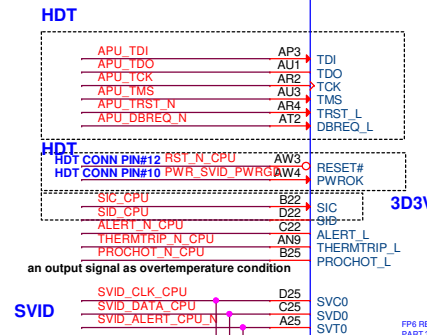 HDT
APU_TDI AP3 TDI
APU_TDO AU1 TDO
APU_TCK AR2 TCK
APU_TMS AU3 TMS
APU_TRST_N AR4 TRST_L
APU_DBREQ_N AT2 DBREQ_L
HDT
HDT CONN PIN#12 RST_N_CPU AW3 RESET#
HDT CONN PIN#10 PWR_SVID_PWRGD AW4 PWROK
SIC_CPU B22 SIC
3D3V
SID_CPU D22 SID
ALERT_N_CPU C22 ALERT_L
THERMTRIP_N_CPU AN9 THERMTRIP_L
PROCHOT_N_CPU B25 PROCHOT_L
an output signal as overtemperature condition
SVID
SVID_CLK_CPU D25 SVC0
SVID_DATA_CPU C25 SVD0
SVID_ALERT_CPU_N A25 SVT0
FP6 RE
PART